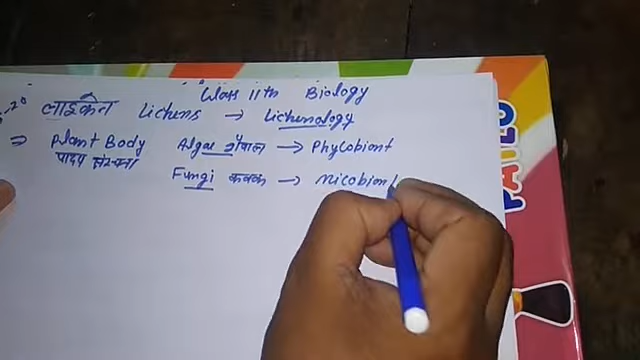 Class 11th Biology
लाइकेन Lichens → Lichenology
⇒ Plant Body Algae शैवाल → Phycobiont
पादप संरचना
Fungi कवक → Micobiont